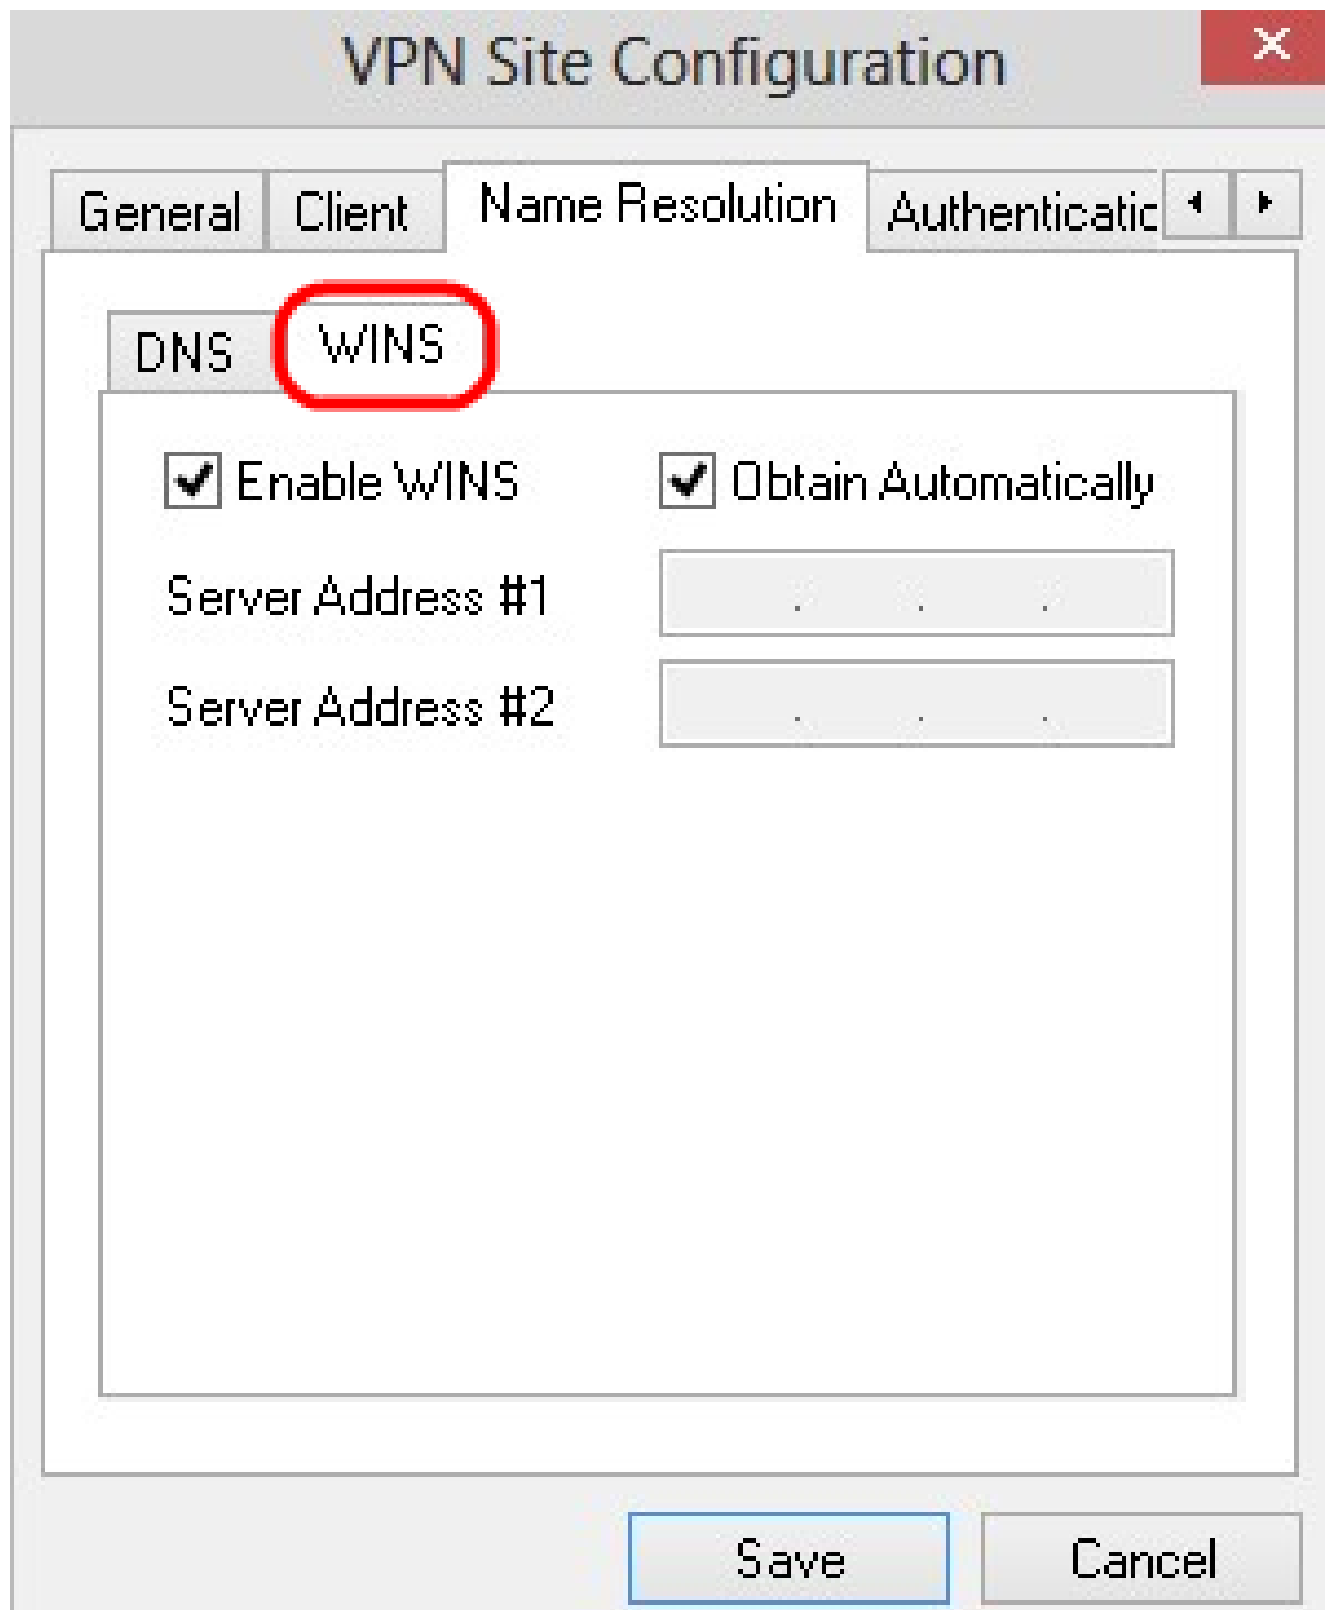 VPN Site Configuration
General Client Name Resolution Authenticatic
DNS WINS
Enable WINS Obtain Automatically
Server Address #1 . . .
Server Address #2 . . .
Save Cancel